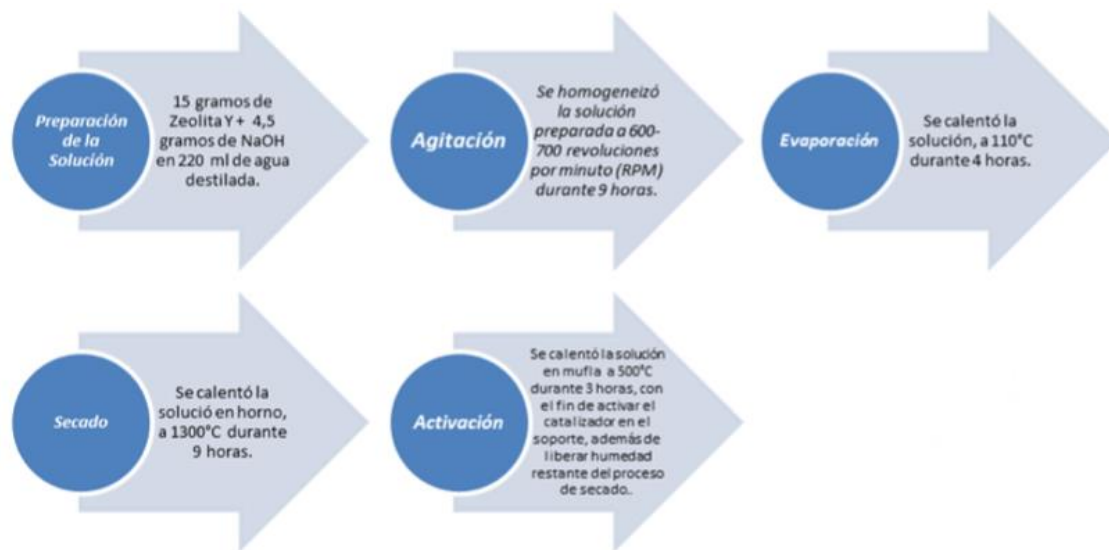 Preparación
de la
Solución
15 gramos de
Zeolita Y + 4,5
gramos de NaOH
en 220 ml de agua
destilada.
Agitación
Se homogeneizó
la solución
preparada a 600-
700 revoluciones
por minuto (RPM)
durante 9 horas.
Evaporación
Se calentó la
solución, a 110°C
durante 4 horas.
Secado
Se calentó la
solució en horno,
a 1300°C durante
9 horas.
Activación
Se calentó la solución
en mufla a 500°C
durante 3 horas, con
el fin de activar el
catalizador en el
soporte, además de
liberar humedad
restante del proceso
de secado..